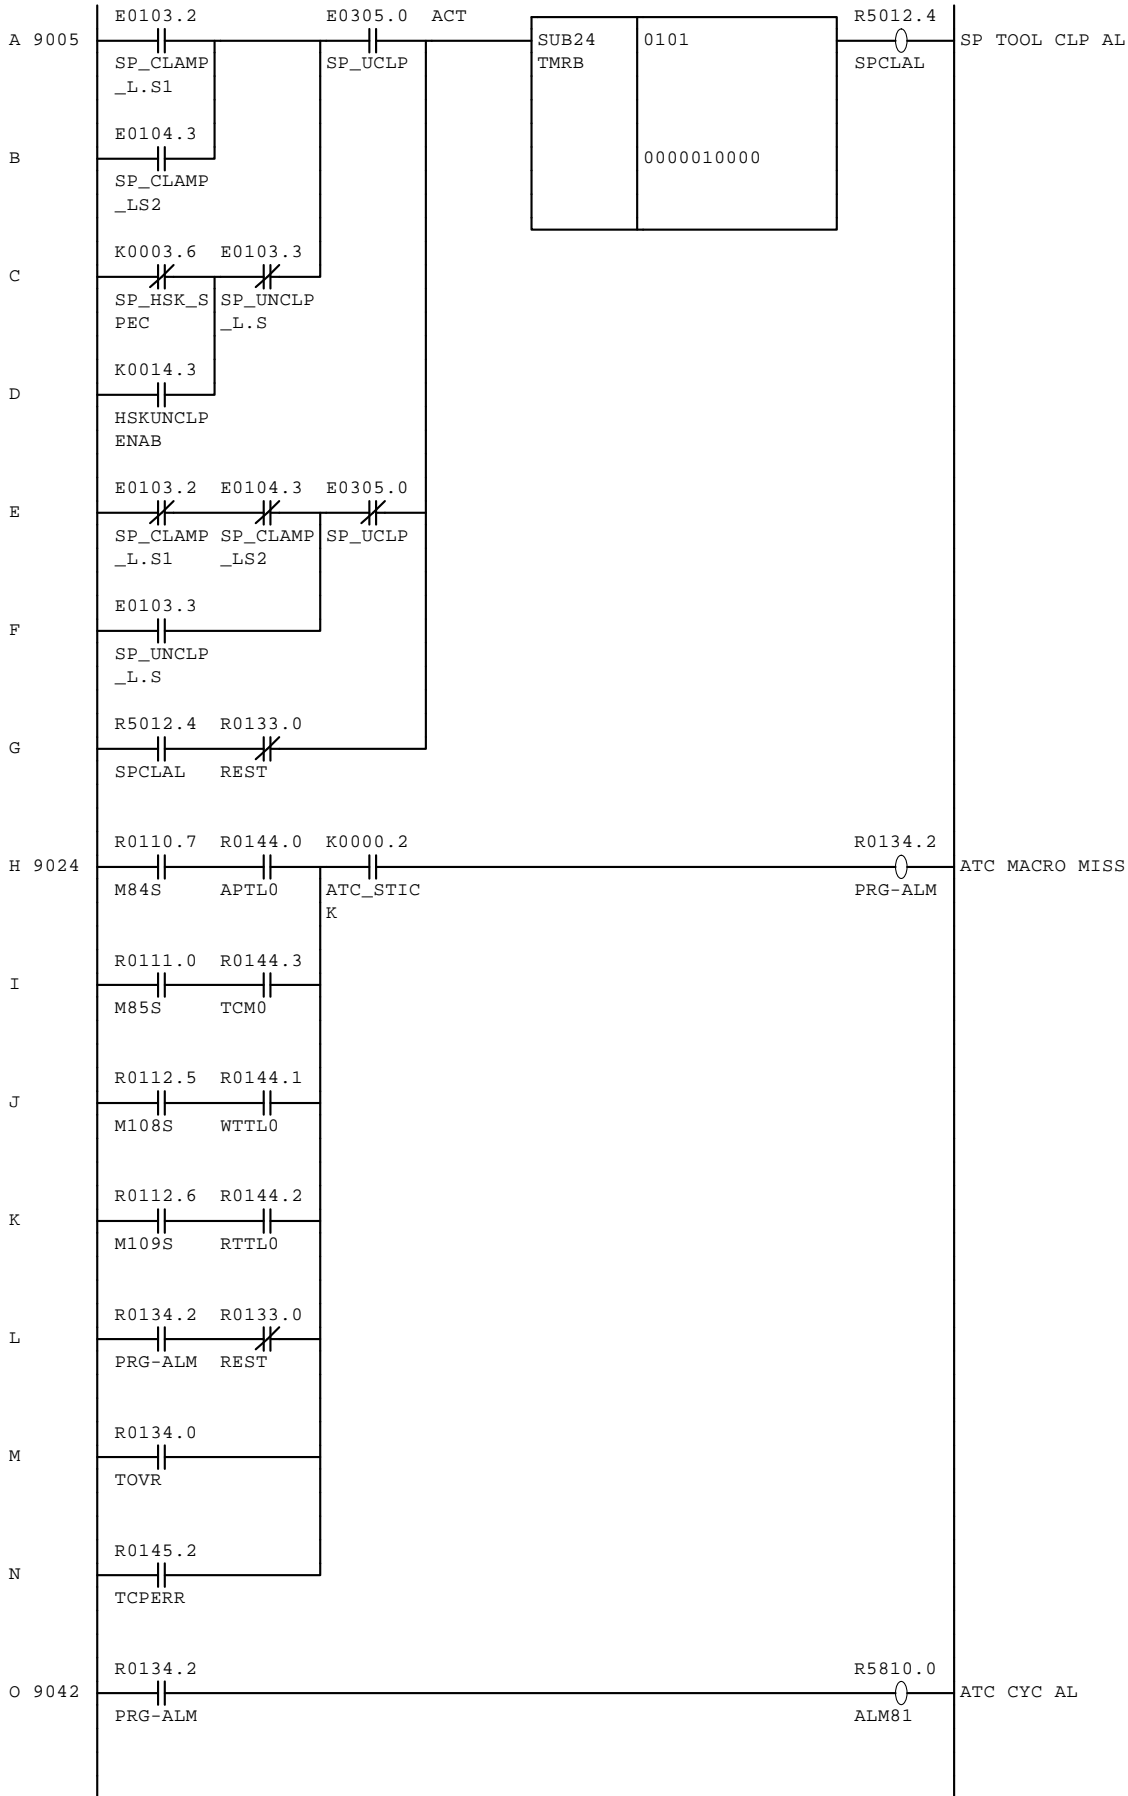 E0103.2 E0305.0 ACT R5012.4
A 9005 SUB24 0101 SP TOOL CLP AL
SP_CLAMP SP_UCLP TMRB SPCLAL
_L.S1
E0104.3
B 0000010000
SP_CLAMP
_LS2
K0003.6 E0103.3
C
SP_HSK_S SP_UNCLP
PEC _L.S
K0014.3
D
HSKUNCLP
ENAB
E0103.2 E0104.3 E0305.0
E
SP_CLAMP SP_CLAMP SP_UCLP
_L.S1 _LS2
E0103.3
F
SP_UNCLP
_L.S
R5012.4 R0133.0
G
SPCLAL REST
R0110.7 R0144.0 K0000.2 R0134.2
H 9024 ATC MACRO MISS
M84S APTL0 ATC_STIC PRG-ALM
K
R0111.0 R0144.3
I
M85S TCM0
R0112.5 R0144.1
J
M108S WTTL0
R0112.6 R0144.2
K
M109S RTTL0
R0134.2 R0133.0
L
PRG-ALM REST
R0134.0
M
TOVR
R0145.2
N
TCPERR
R0134.2 R5810.0
O 9042 ATC CYC AL
PRG-ALM ALM81